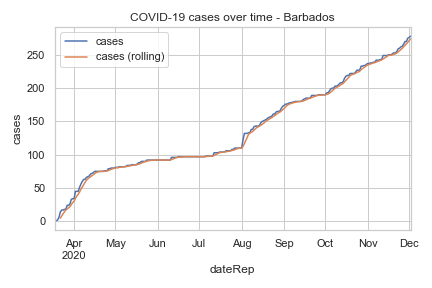 COVID-19 cases over time - Barbados
cases
cases (rolling)
250
200
150
100
50
0
cases
Apr May Jun Jul Aug Sep Oct Nov Dec
2020
dateRep